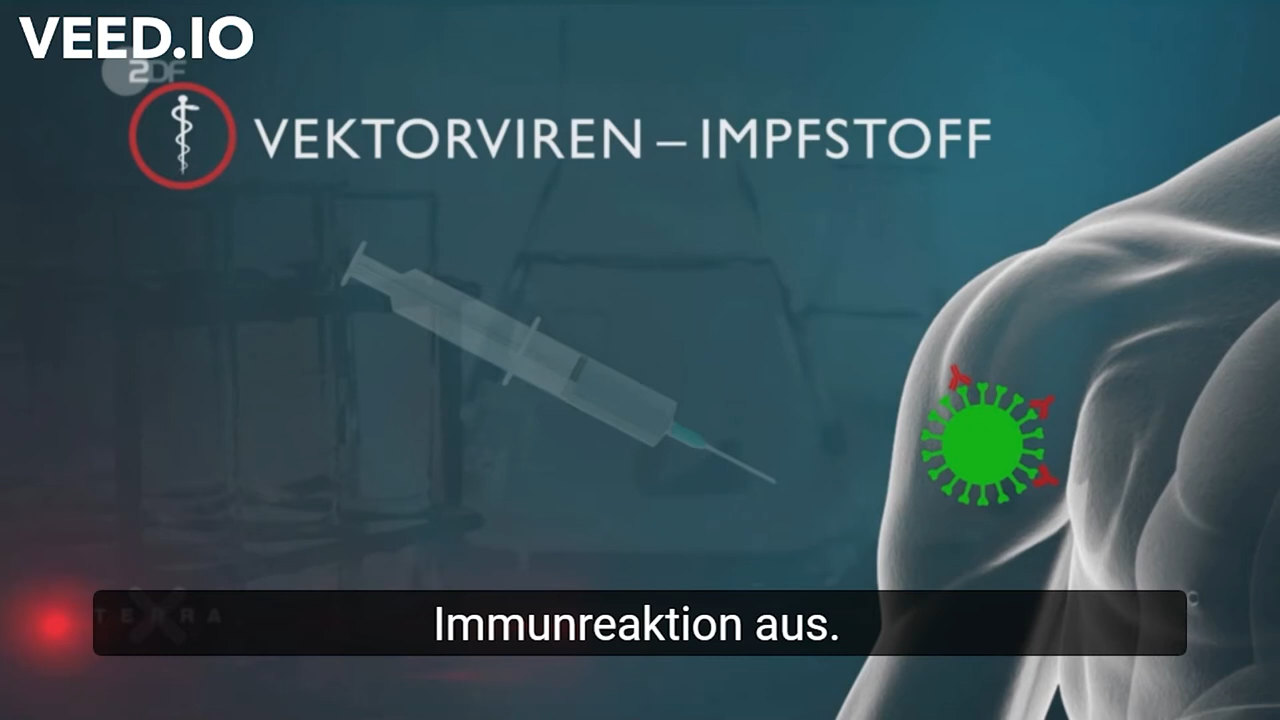 VEED.IO
2DF
VEKTORVIREN – IMPFSTOFF
TERRA X
Immunreaktion aus.
C